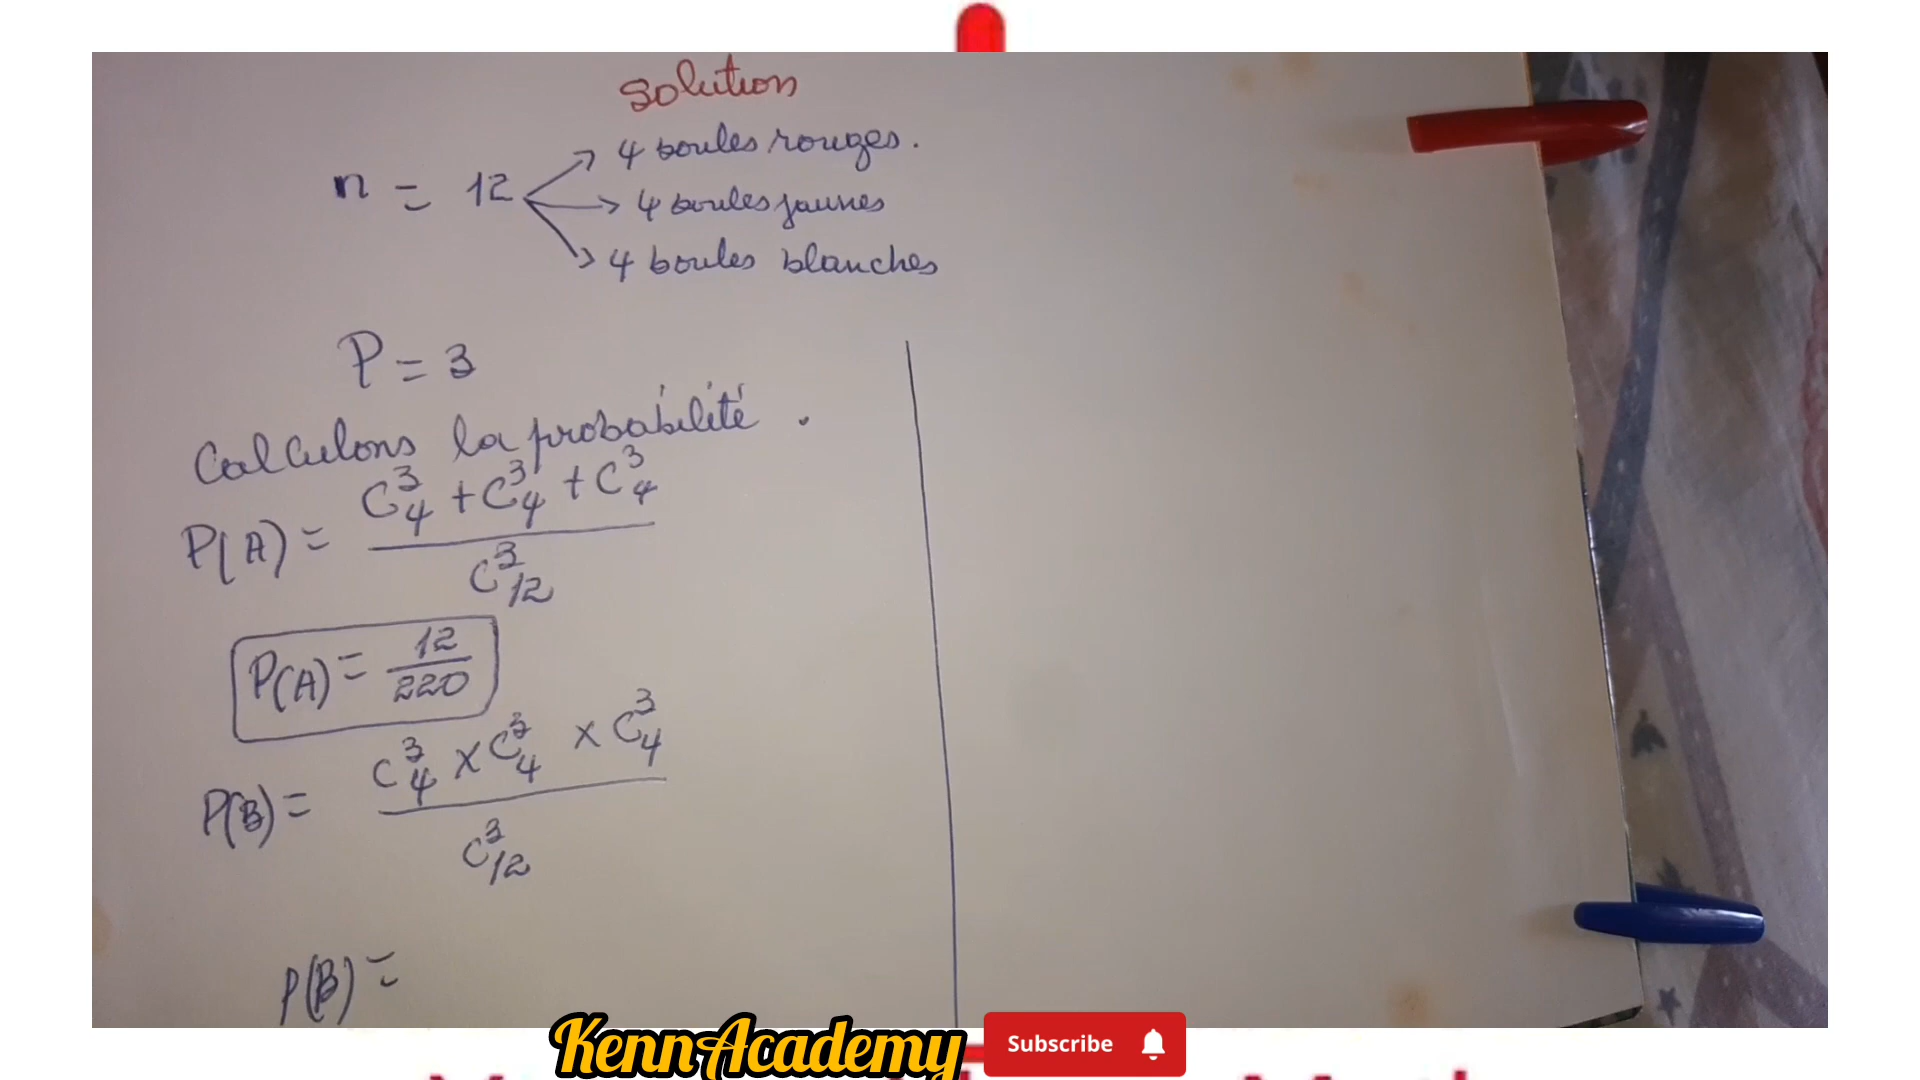 Solution
n = 12
4 boules rouges.
4 boules jaunes
4 boules blanches
P = 3
Calculons la probabilité.
P(A) = (C³₄ + C³₄ + C³₄) / C³₁₂
P(A) = 12/220
P(B) = (C³₄ × C³₄ × C³₄) / C³₁₂
P(B) =
KennAcademy
Subscribe